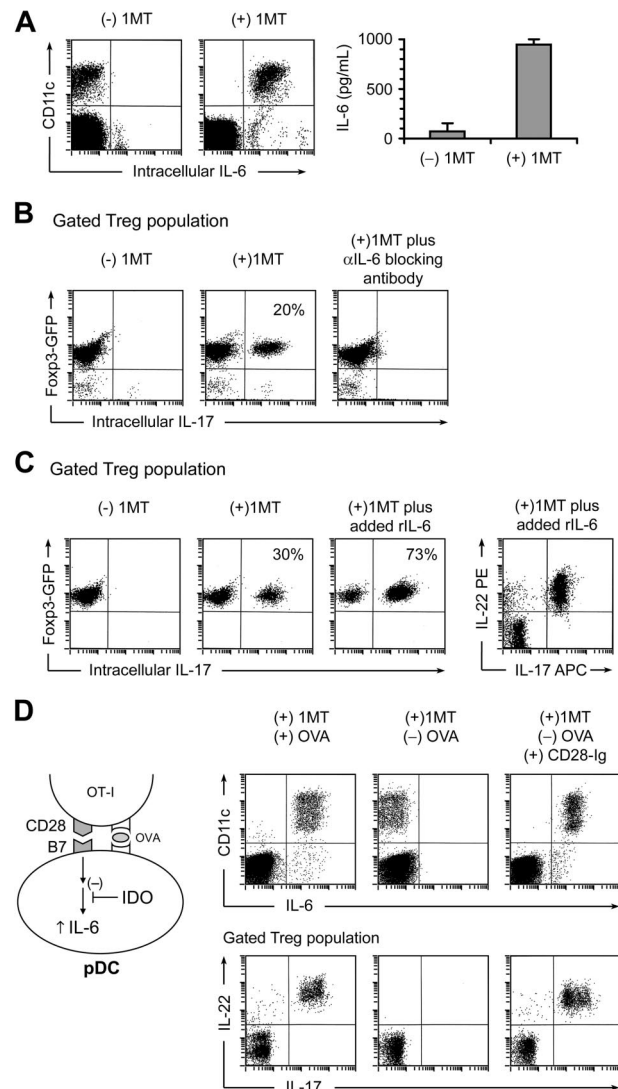 A
(-) 1MT
(+) 1MT
CD11c
Intracellular IL-6
IL-6 (pg/mL)
1000
500
0
(–) 1MT
(+) 1MT
B
Gated Treg population
(-) 1MT
(+)1MT
(+)1MT plus
αIL-6 blocking
antibody
20%
Foxp3-GFP
Intracellular IL-17
C
Gated Treg population
(-) 1MT
(+)1MT
(+)1MT plus
added rIL-6
(+)1MT plus
added rIL-6
30%
73%
Foxp3-GFP
Intracellular IL-17
IL-22 PE
IL-17 APC
D
(+) 1MT
(+) OVA
(+)1MT
(–) OVA
(+)1MT
(–) OVA
(+) CD28-Ig
OT-I
CD28
B7
OVA
(–)
IDO
↑ IL-6
pDC
CD11c
IL-6
Gated Treg population
IL-22
IL-17